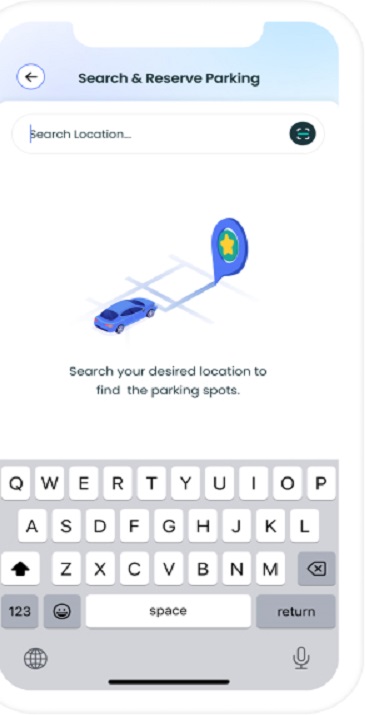 Search & Reserve Parking
Search Location...
Search your desired location to
find the parking spots.
Q W E R T Y U I O P
A S D F G H J K L
Z X C V B N M
123 space return